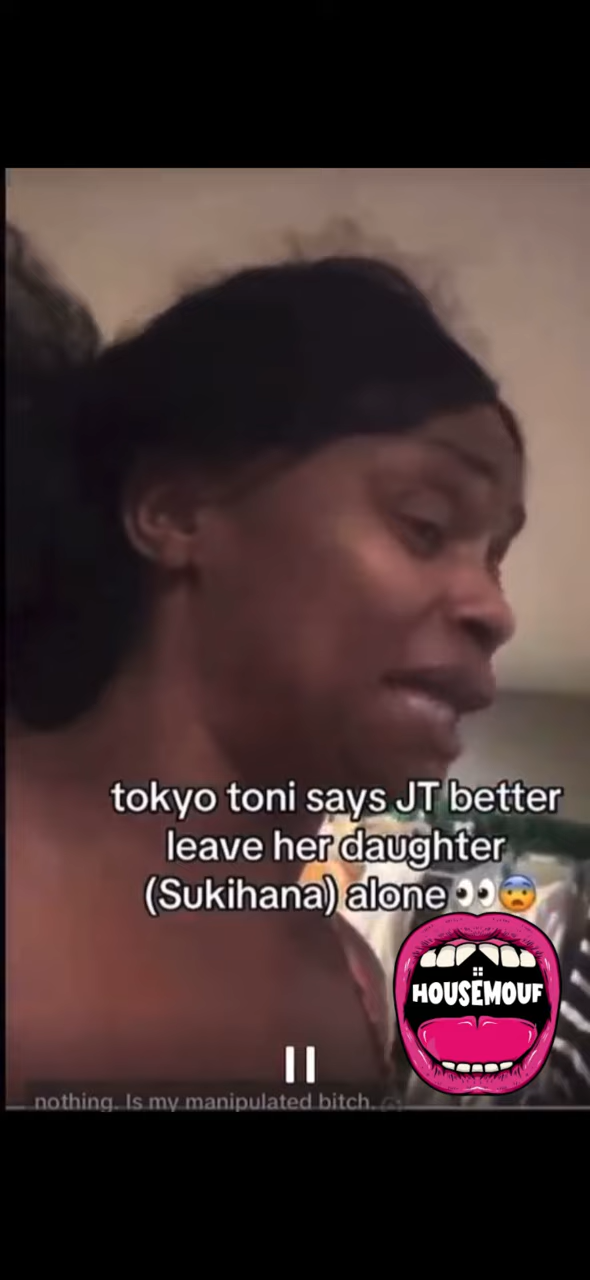 tokyo toni says JT better
leave her daughter
(Sukihana) alone 👀😨
HOUSEMOUF
nothing. Is my manipulated bitch.